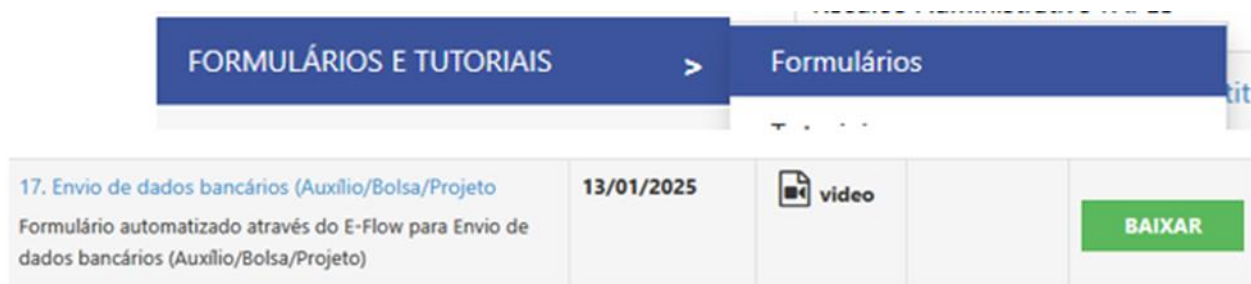 FORMULÁRIOS E TUTORIAIS > Formulários
17. Envio de dados bancários (Auxílio/Bolsa/Projeto 13/01/2025 video
Formulário automatizado através do E-Flow para Envio de BAIXAR
dados bancários (Auxílio/Bolsa/Projeto)